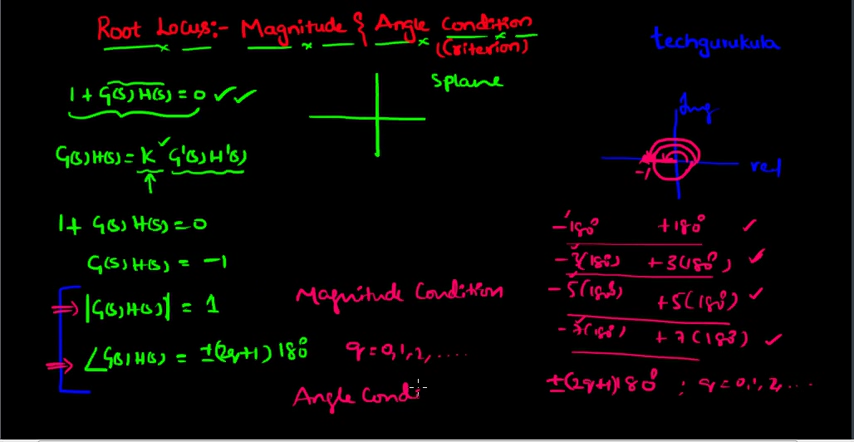 Root Locus:- Magnitude & Angle Condition
(Criterion)
techgurukula
1 + G(s)H(s) = 0 ✓ ✓
splane
G(s)H(s) = K G'(s)H'(s)
Img
real
-1
1 + G(s)H(s) = 0
G(s)H(s) = -1
⇒ |G(s)H(s)| = 1
Magnitude Condition
⇒ ∠G(s)H(s) = ±(2q+1)180° q = 0,1,2,....
Angle Condi
-180° +180° ✓
-3(180°) +3(180°) ✓
-5(180°) +5(180°) ✓
-7(180°) +7(180°) ✓
±(2q+1)180° ; q = 0,1,2,...